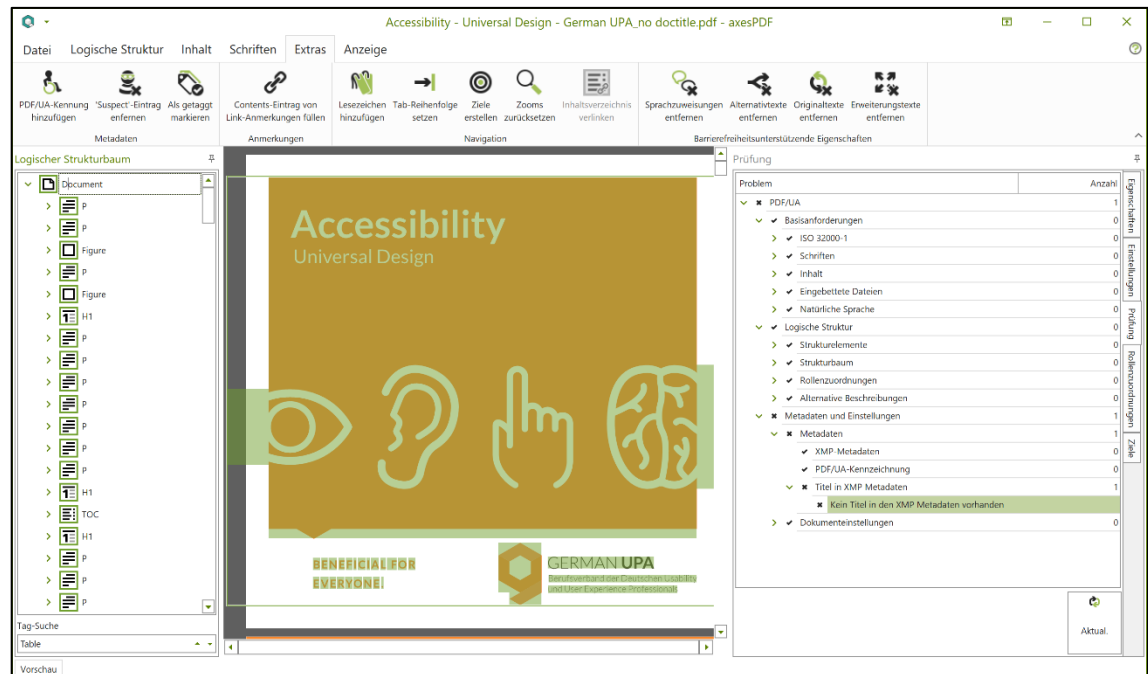 Accessibility - Universal Design - German UPA_no doctitle.pdf - axesPDF
Datei Logische Struktur Inhalt Schriften Extras Anzeige
PDF/UA-Kennung hinzufügen
'Suspect'-Eintrag enfernen
Als getaggt markieren
Metadaten
Contents-Eintrag von Link-Anmerkungen füllen
Anmerkungen
Lesezeichen hinzufügen
Tab-Reihenfolge setzen
Ziele erstellen
Zooms zurücksetzen
Inhaltsverzeichnis verlinken
Navigation
Sprachzuweisungen entfernen
Alternativtexte entfernen
Originaltexte entfernen
Erweiterungstexte entfernen
Barrierefreiheitsunterstützende Eigenschaften
Logischer Strukturbaum
Document
P
P
Figure
P
Figure
H1
P
P
P
P
P
P
P
H1
TOC
H1
P
P
P
Tag-Suche
Table
Vorschau
Accessibility
Universal Design
BENEFICIAL FOR
EVERYONE.
GERMAN UPA
Berufsverband der Deutschen Usability
und User Experience Professionals
Prüfung
Problem Anzahl
PDF/UA 1
Basisanforderungen 0
ISO 32000-1 0
Schriften 0
Inhalt 0
Eingebettete Dateien 0
Natürliche Sprache 0
Logische Struktur 0
Strukturelemente 0
Strukturbaum 0
Rollenzuordnungen 0
Alternative Beschreibungen 0
Metadaten und Einstellungen 1
Metadaten 1
XMP-Metadaten 0
PDF/UA-Kennzeichnung 0
Titel in XMP Metadaten 1
Kein Titel in den XMP Metadaten vorhanden
Dokumenteinstellungen 0
Aktual.
Eigenschaften
Einstellungen
Prüfung
Rollenzuordnungen
Ziele